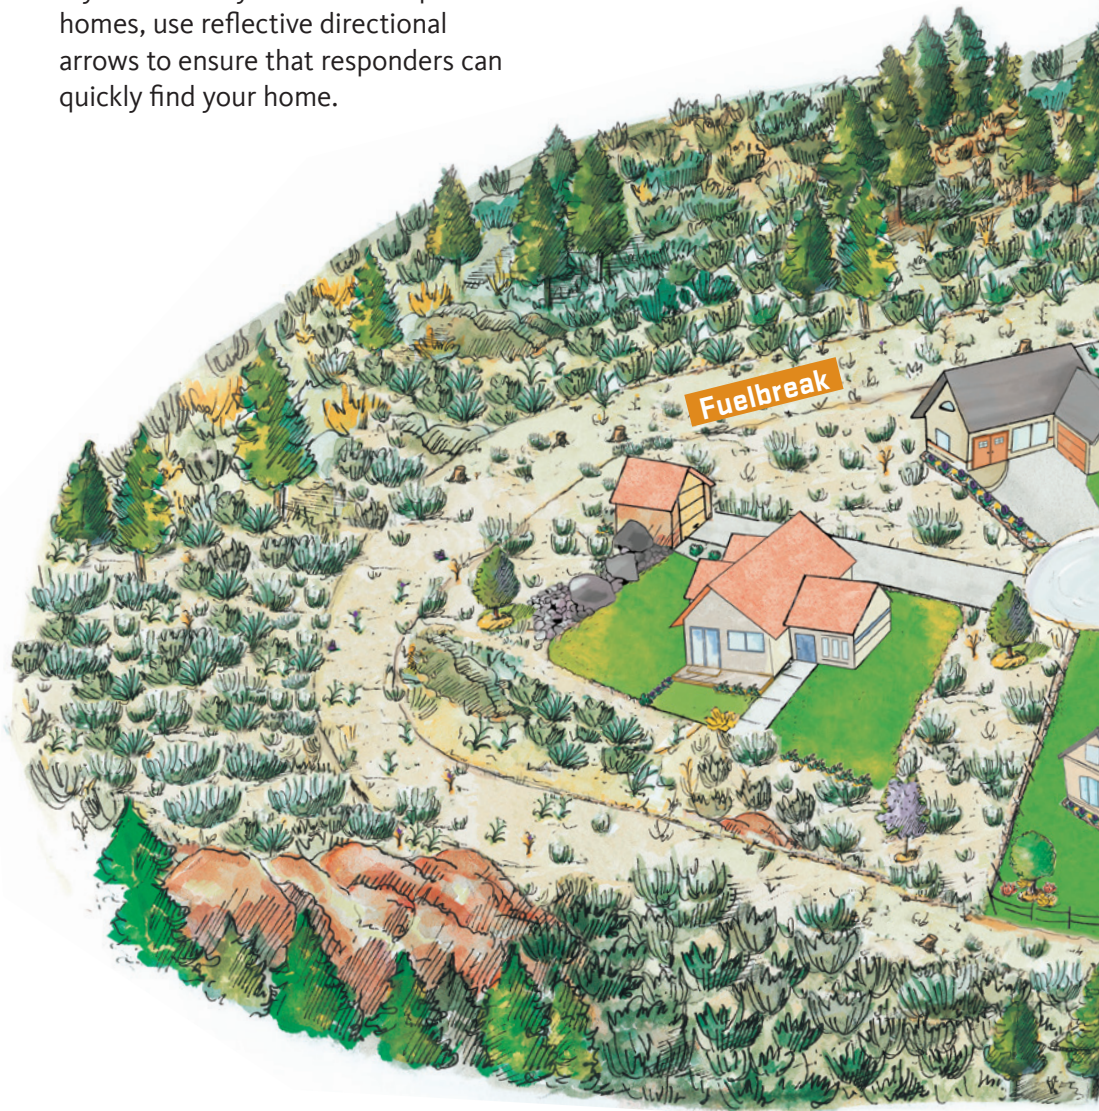 homes, use reflective directional
arrows to ensure that responders can
quickly find your home.
Fuelbreak